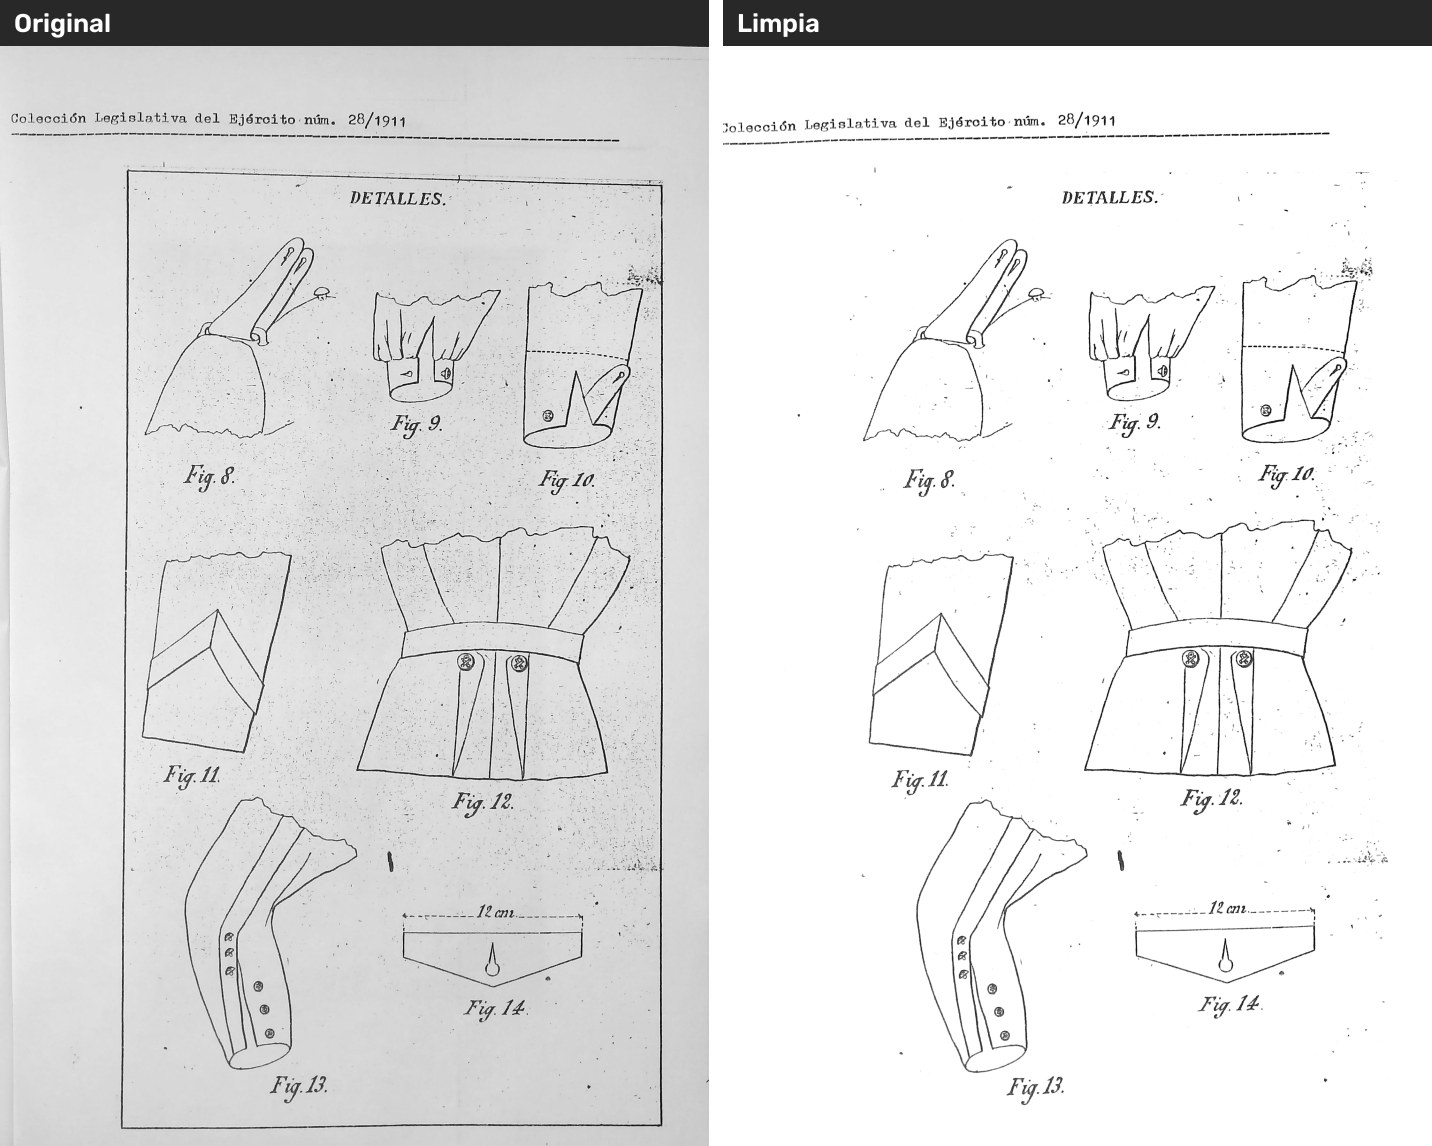 Original
Colección Legislativa del Ejército núm. 28/1911
DETALLES.
Fig. 8.
Fig. 9.
Fig. 10.
Fig. 11.
Fig. 12.
12 cm.
Fig. 13.
Fig. 14.
Limpia
Colección Legislativa del Ejército núm. 28/1911
DETALLES.
Fig. 8.
Fig. 9.
Fig. 10.
Fig. 11.
Fig. 12.
12 cm.
Fig. 13.
Fig. 14.